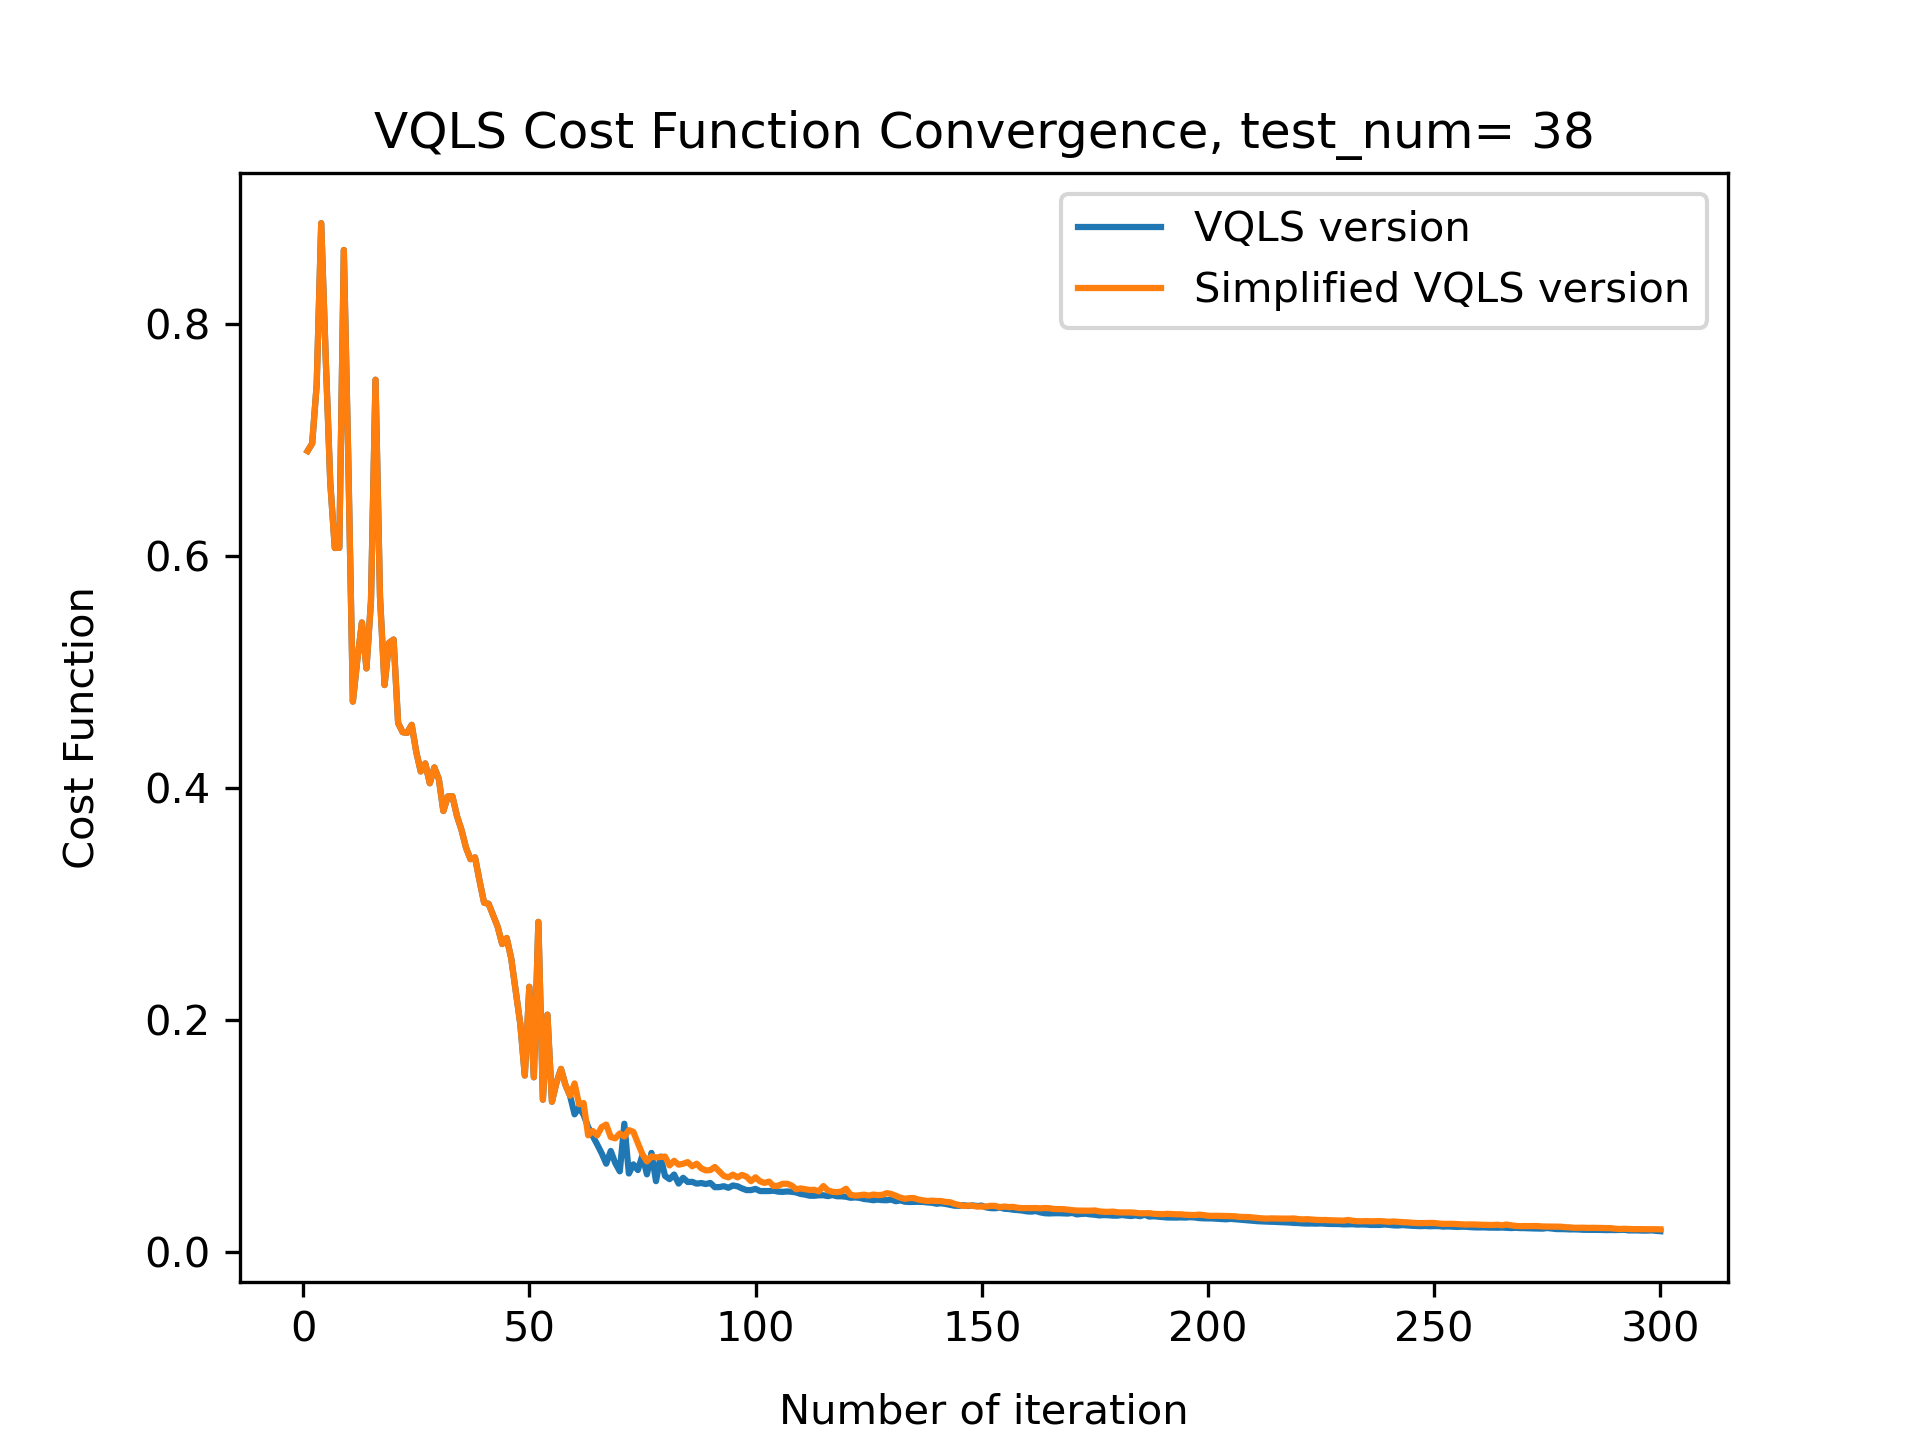 VQLS Cost Function Convergence, test_num= 38
VQLS version
Simplified VQLS version
Cost Function
0.8
0.6
0.4
0.2
0.0
0 50 100 150 200 250 300
Number of iteration